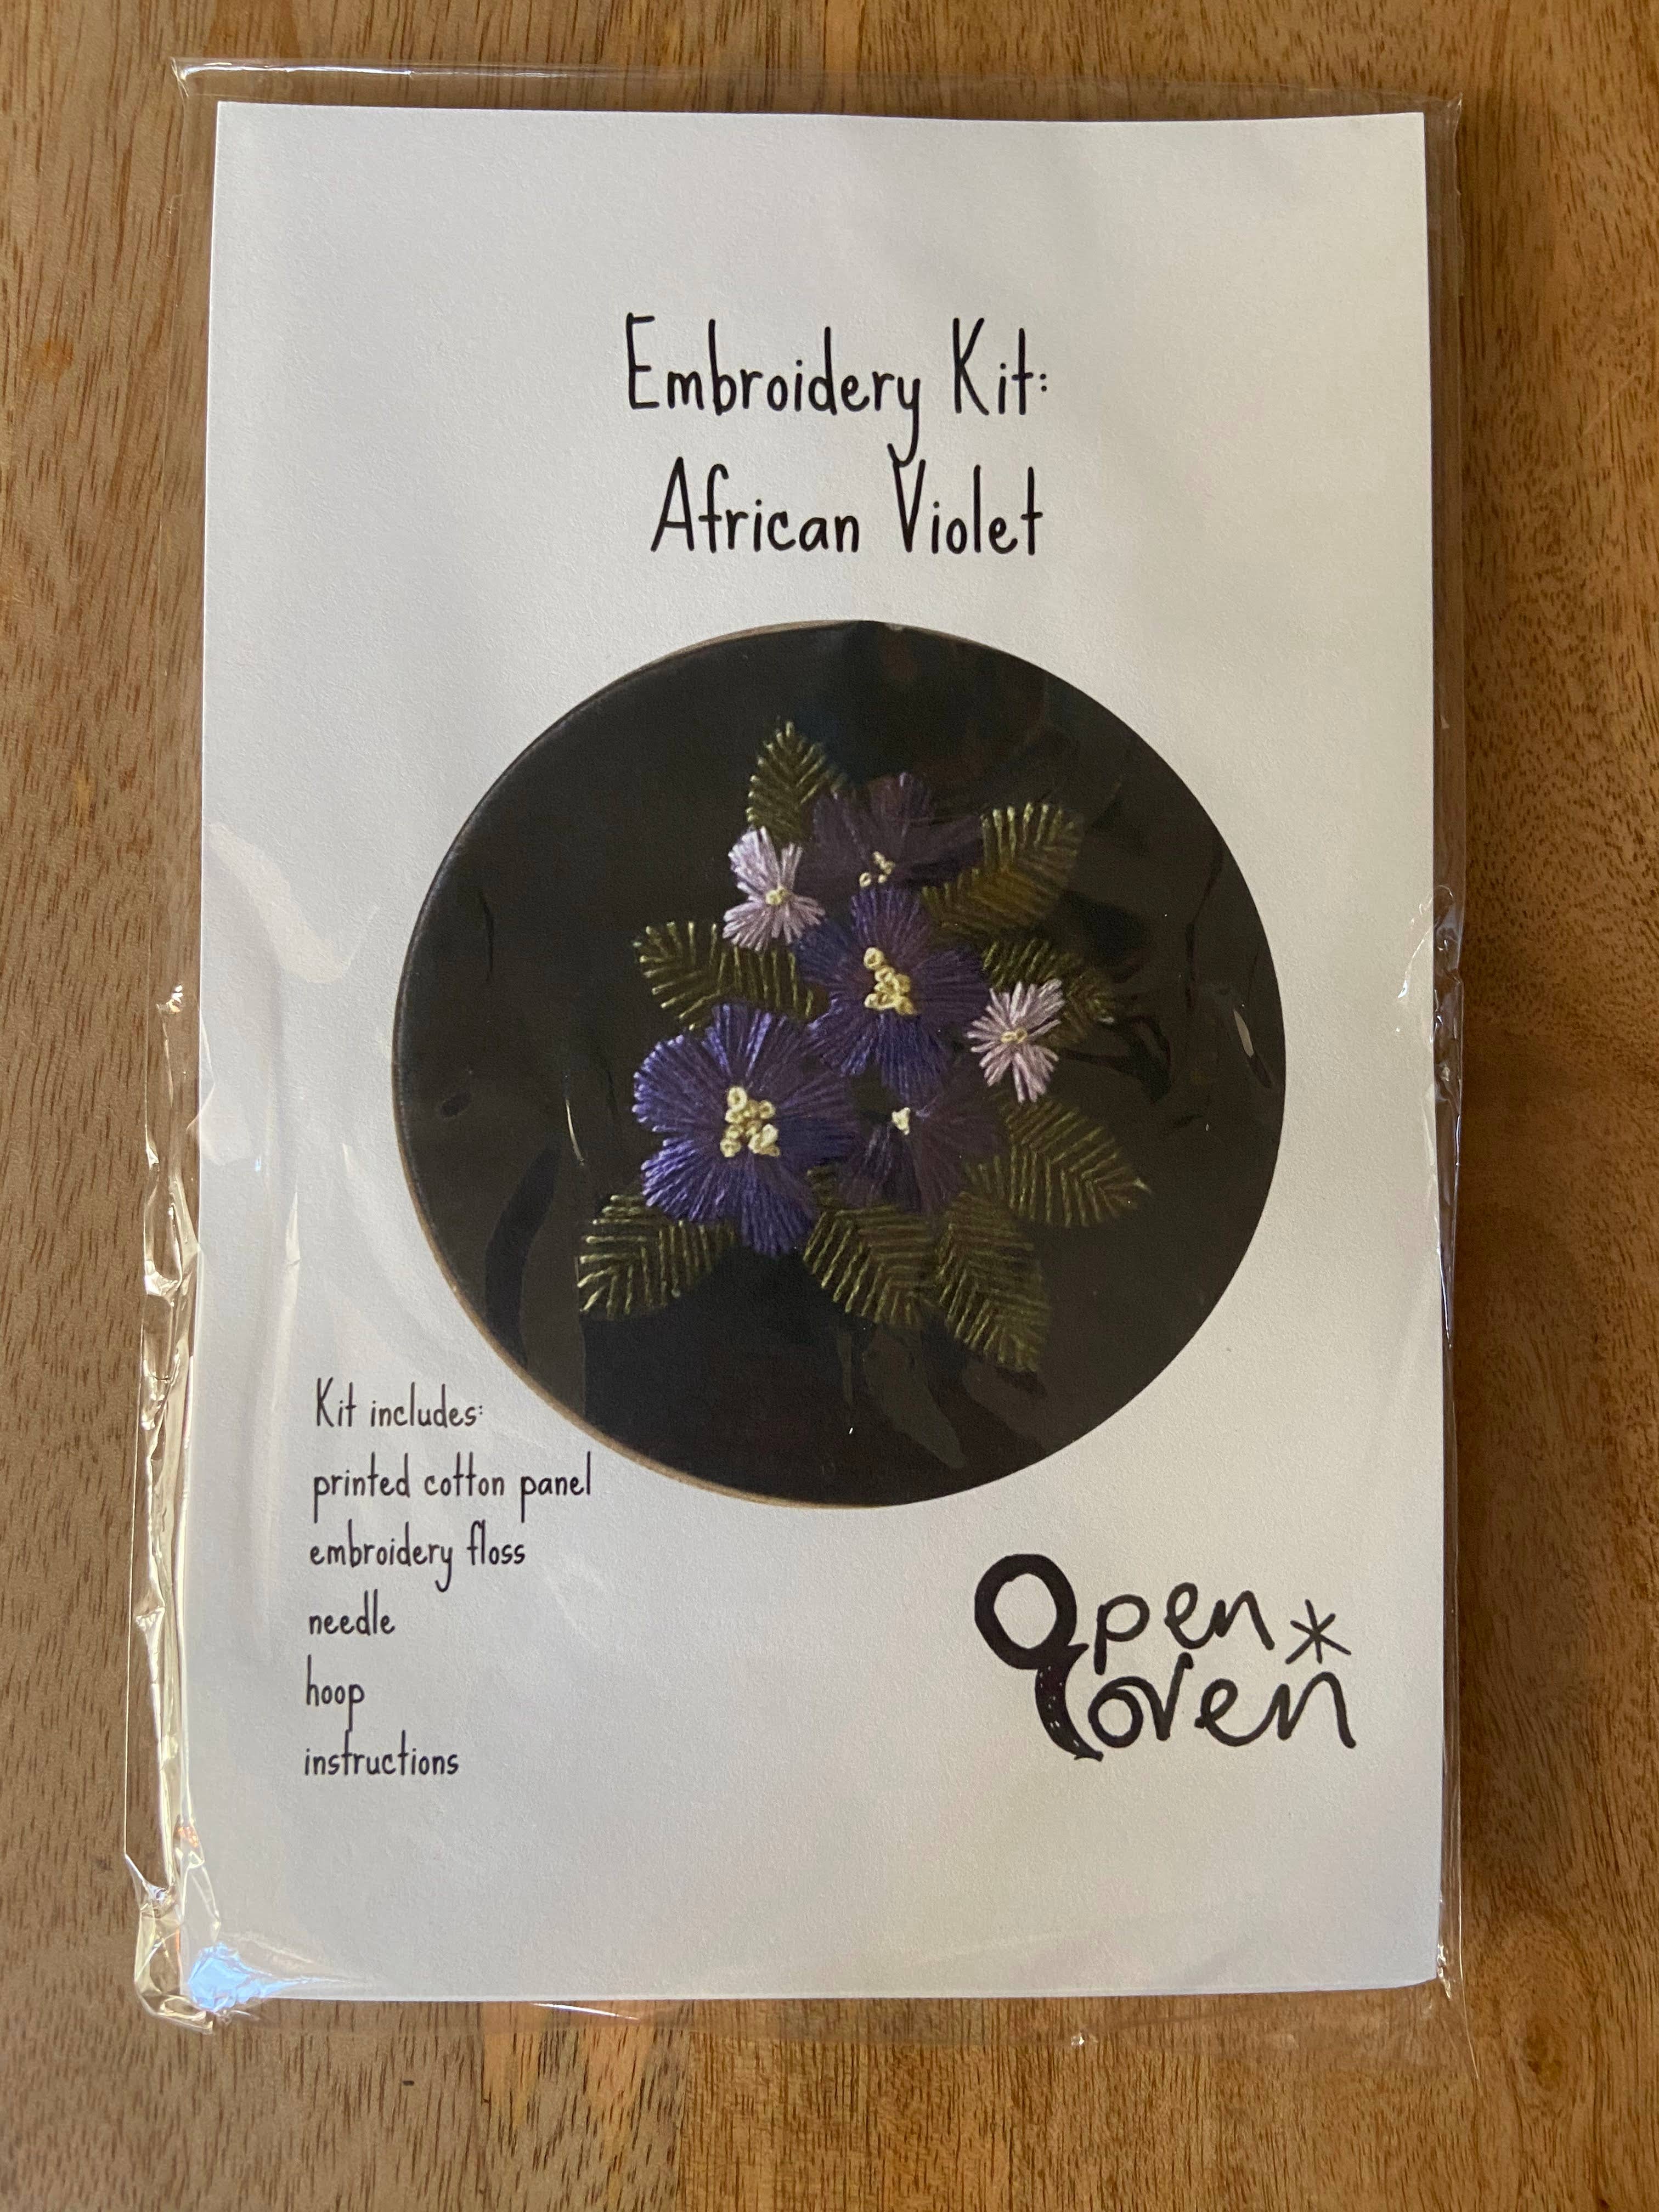 Embroidery Kit:
African Violet
Kit includes:
printed cotton panel
embroidery floss
needle
hoop
instructions
Open*
oven